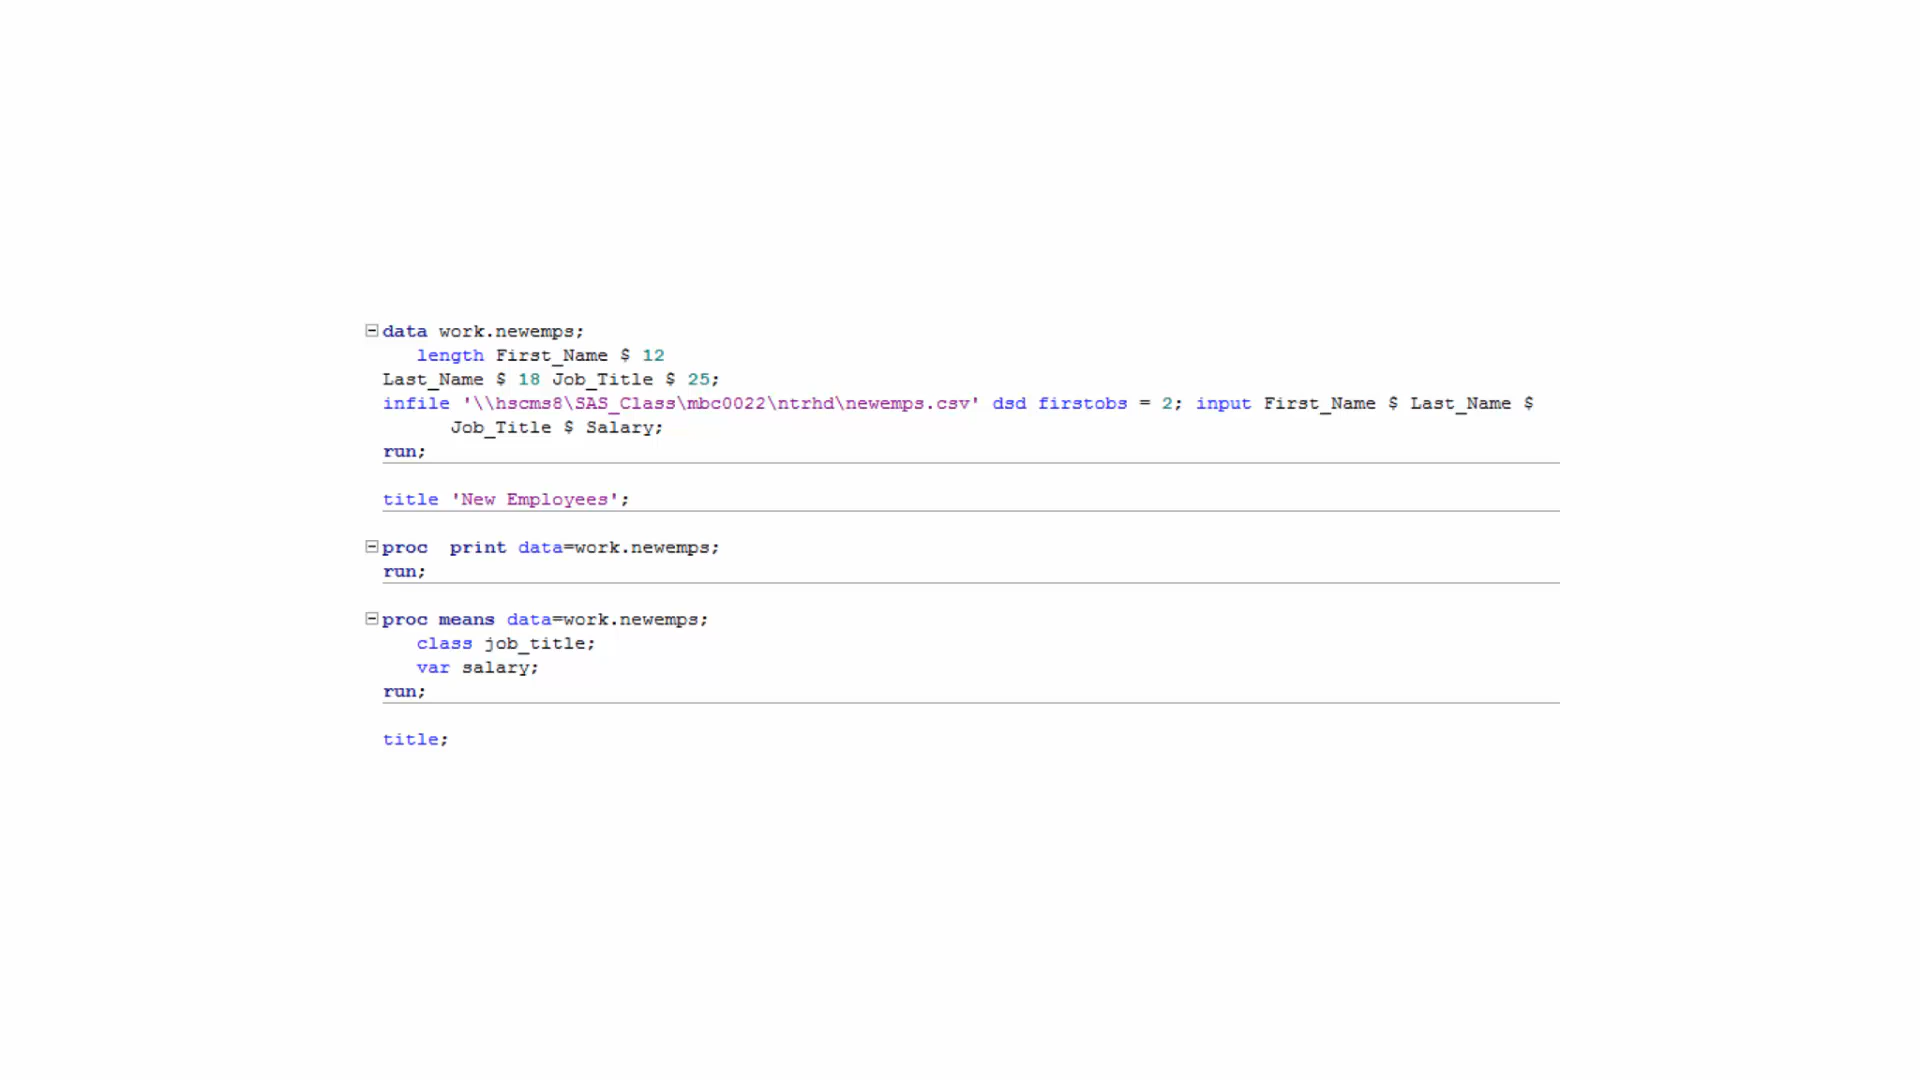 data work.newemps;
length First_Name $ 12
Last_Name $ 18 Job_Title $ 25;
infile '\\hscms8\SAS_Class\mbc0022\ntrhd\newemps.csv' dsd firstobs = 2; input First_Name $ Last_Name $
Job_Title $ Salary;
run;
title 'New Employees';
proc  print data=work.newemps;
run;
proc means data=work.newemps;
class job_title;
var salary;
run;
title;